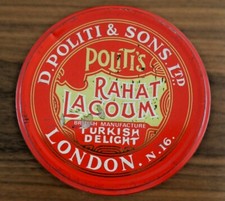 D. POLITI & SONS, LTD
POLITI'S
RAHAT
LACOUM
BRITISH MANUFACTURE
TURKISH
DELIGHT
LONDON. N.16.